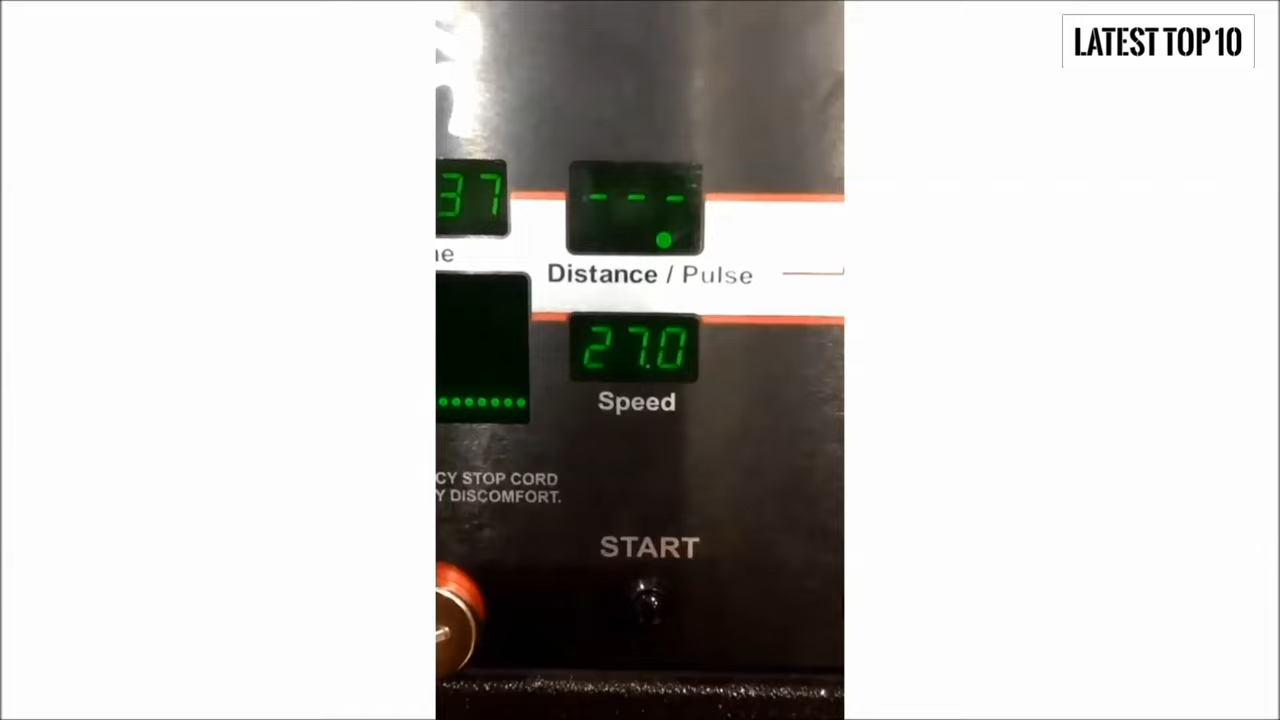 LATEST TOP 10
37
---.
Distance / Pulse
27.0
Speed
CY STOP CORD
Y DISCOMFORT.
START